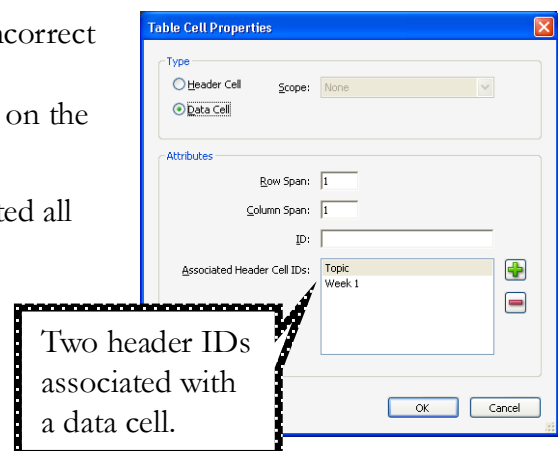 ncorrect
on the
ted all
Table Cell Properties
Type
Header Cell
Scope: None
Data Cell
Attributes
Row Span: 1
Column Span: 1
ID:
Associated Header Cell IDs: Topic
Week 1
Two header IDs
associated with
a data cell.
OK Cancel